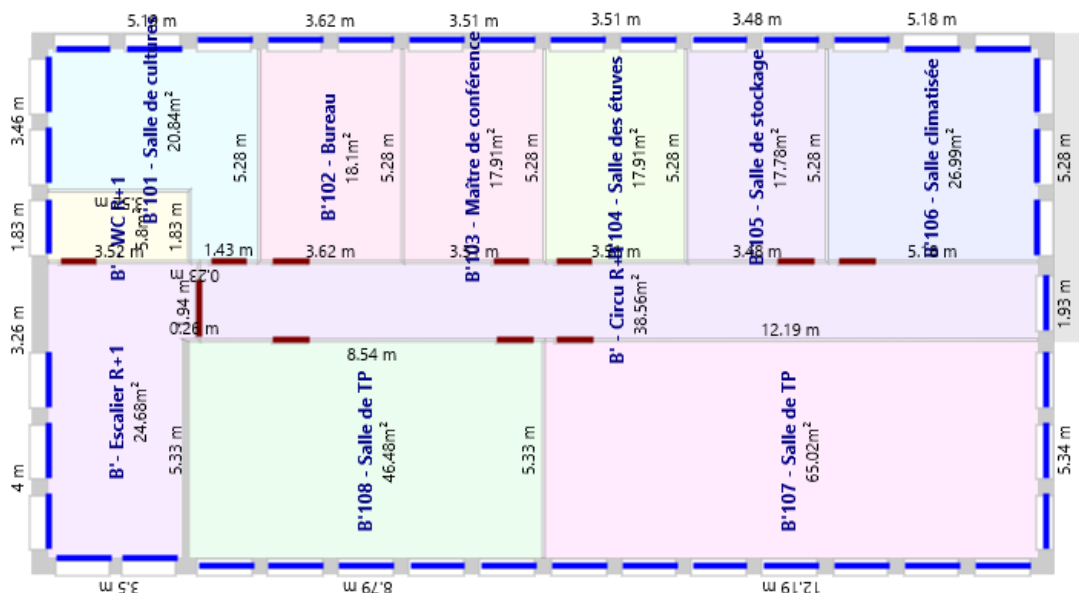 3.62 m
3.51 m
3.51 m
3.48 m
5.18 m
3.46 m
B'101 - Salle de cultures
20.84m²
5.28 m
B'102 - Bureau
18.1m²
5.28 m
B'103 - Maître de conférence
17.91m²
5.28 m
B'104 - Salle des étuves
17.91m²
5.28 m
B'105 - Salle de stockage
17.78m²
5.28 m
B'106 - Salle climatisée
26.99m²
5.28 m
1.83 m
B' WC R+1
5.8m²
1.83 m
3.52 m
1.43 m
3.62 m
3.48 m
0.23 m
1.94 m
0.26 m
3.26 m
B' - Circu R+1
38.56m²
1.93 m
8.54 m
12.19 m
B'- Escalier R+1
24.68m²
5.33 m
B'108 - Salle de TP
46.48m²
5.33 m
B'107 - Salle de TP
65.02m²
5.34 m
4 m
3.5 m
8.79 m
12.19 m